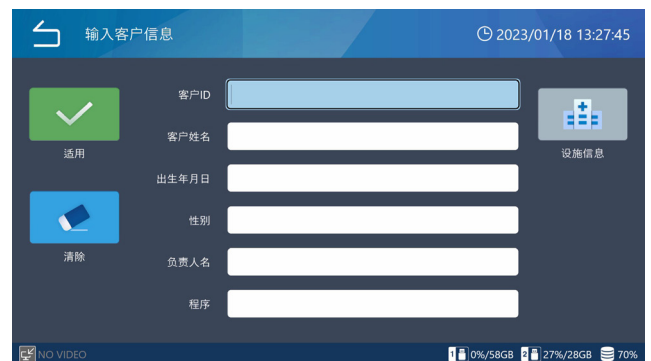 输入客户信息
2023/01/18 13:27:45
客户ID
适用
客户姓名
设施信息
出生年月日
性别
清除
负责人名
程序
NO VIDEO
1 0%/58GB 2 27%/28GB 70%